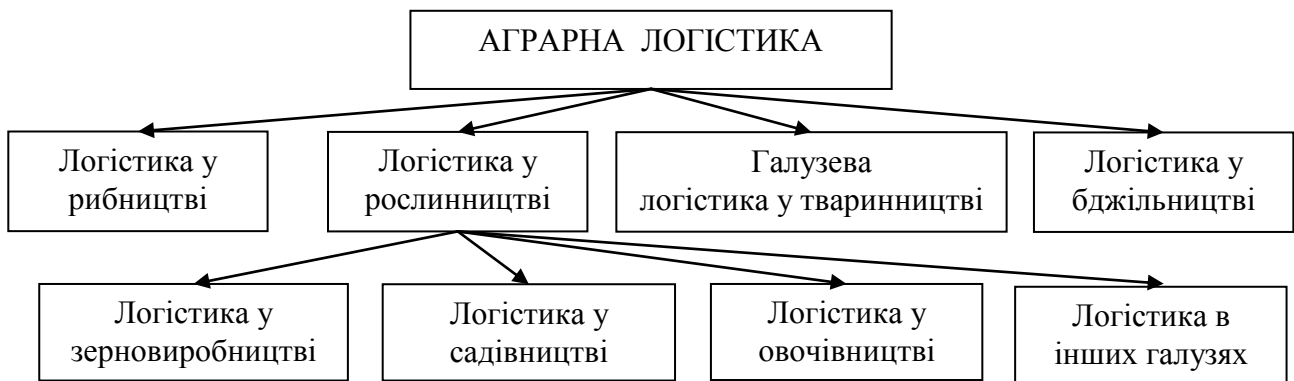 АГРАРНА ЛОГІСТИКА
Логістика у
рибництві
Логістика у
рослинництві
Галузева
логістика у тваринництві
Логістика у
бджільництві
Логістика у
зерновиробництві
Логістика у
садівництві
Логістика у
овочівництві
Логістика в
інших галузях